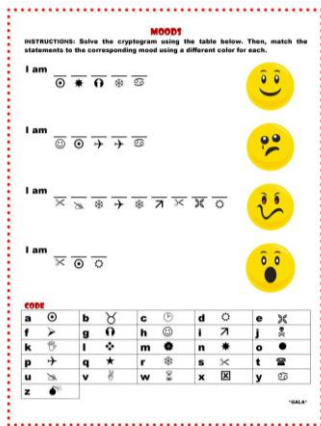 MOODS
INSTRUCTIONS: Solve the cryptogram using the table below. Then, match the
statements to the corresponding mood using a different color for each.
I am
I am
I am
I am
CODE
a b c d e
f g h i j
k l m n o
p q r s t
u v w x y
z
"GALA"